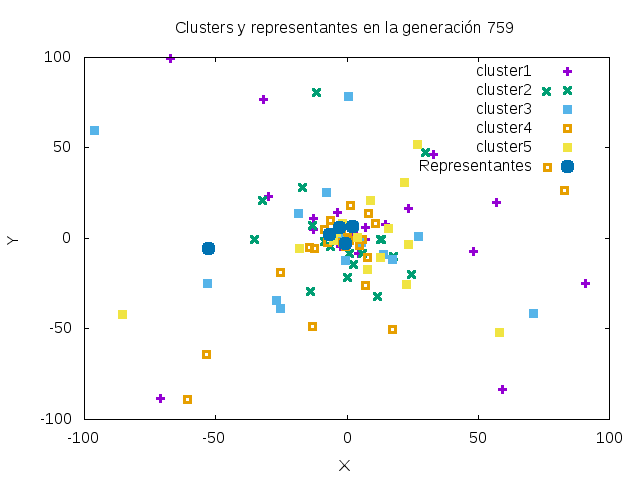 Clusters y representantes en la generación 759
100
50
0
-50
-100
-100 -50 0 50 100
X
Y
cluster1
cluster2
cluster3
cluster4
cluster5
Representantes